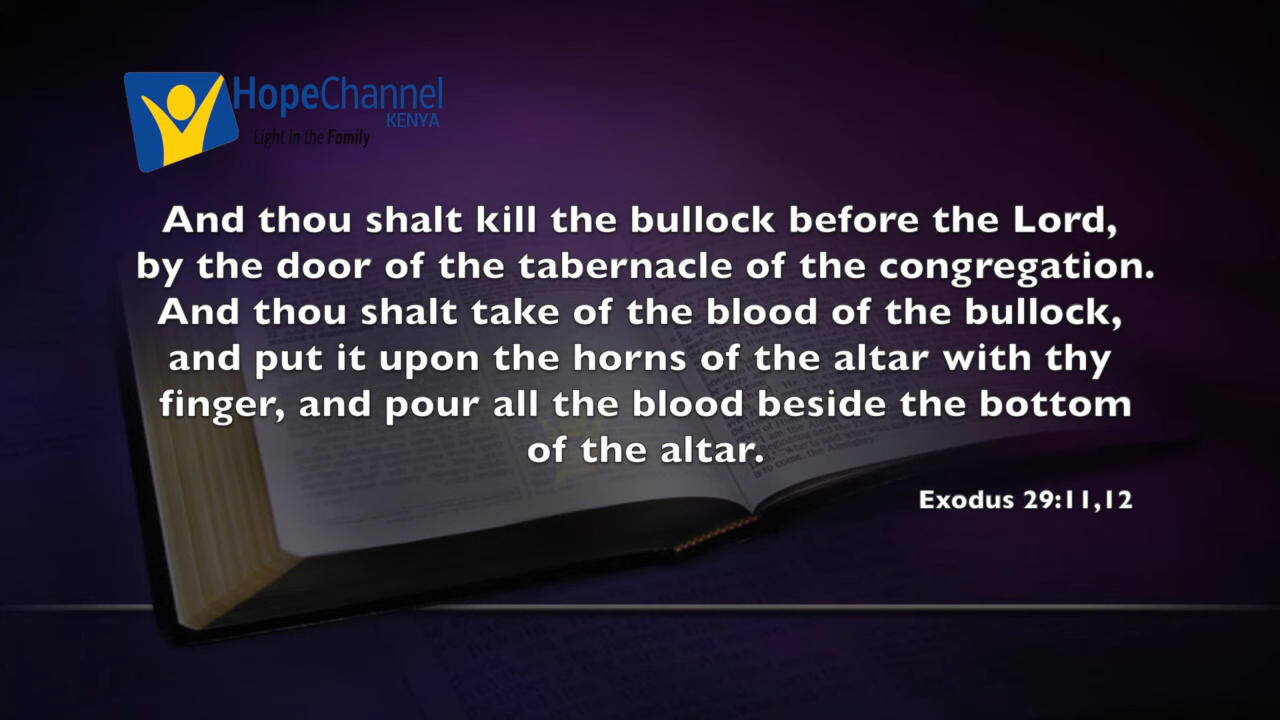 HopeChannel
KENYA
Light in the Family
And thou shalt kill the bullock before the Lord,
by the door of the tabernacle of the congregation.
And thou shalt take of the blood of the bullock,
and put it upon the horns of the altar with thy
finger, and pour all the blood beside the bottom
of the altar.
Exodus 29:11,12